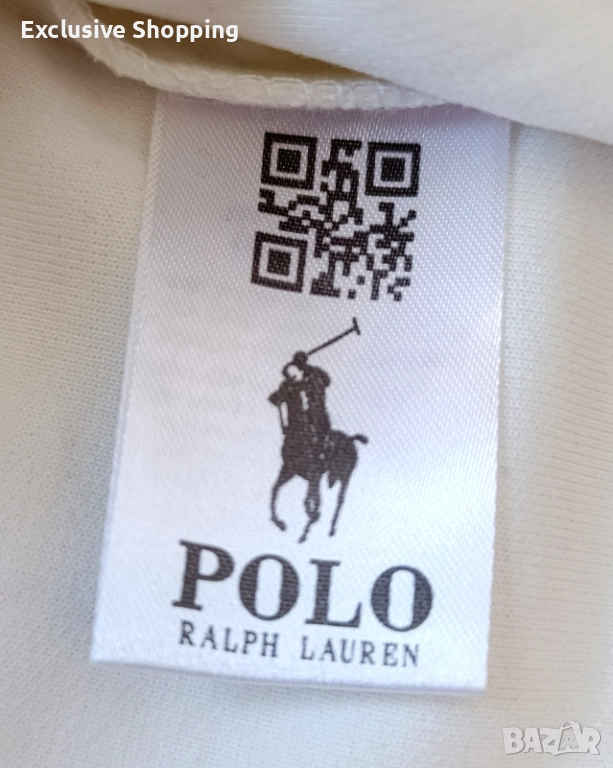 Exclusive Shopping
POLO
RALPH LAUREN
BAZAR